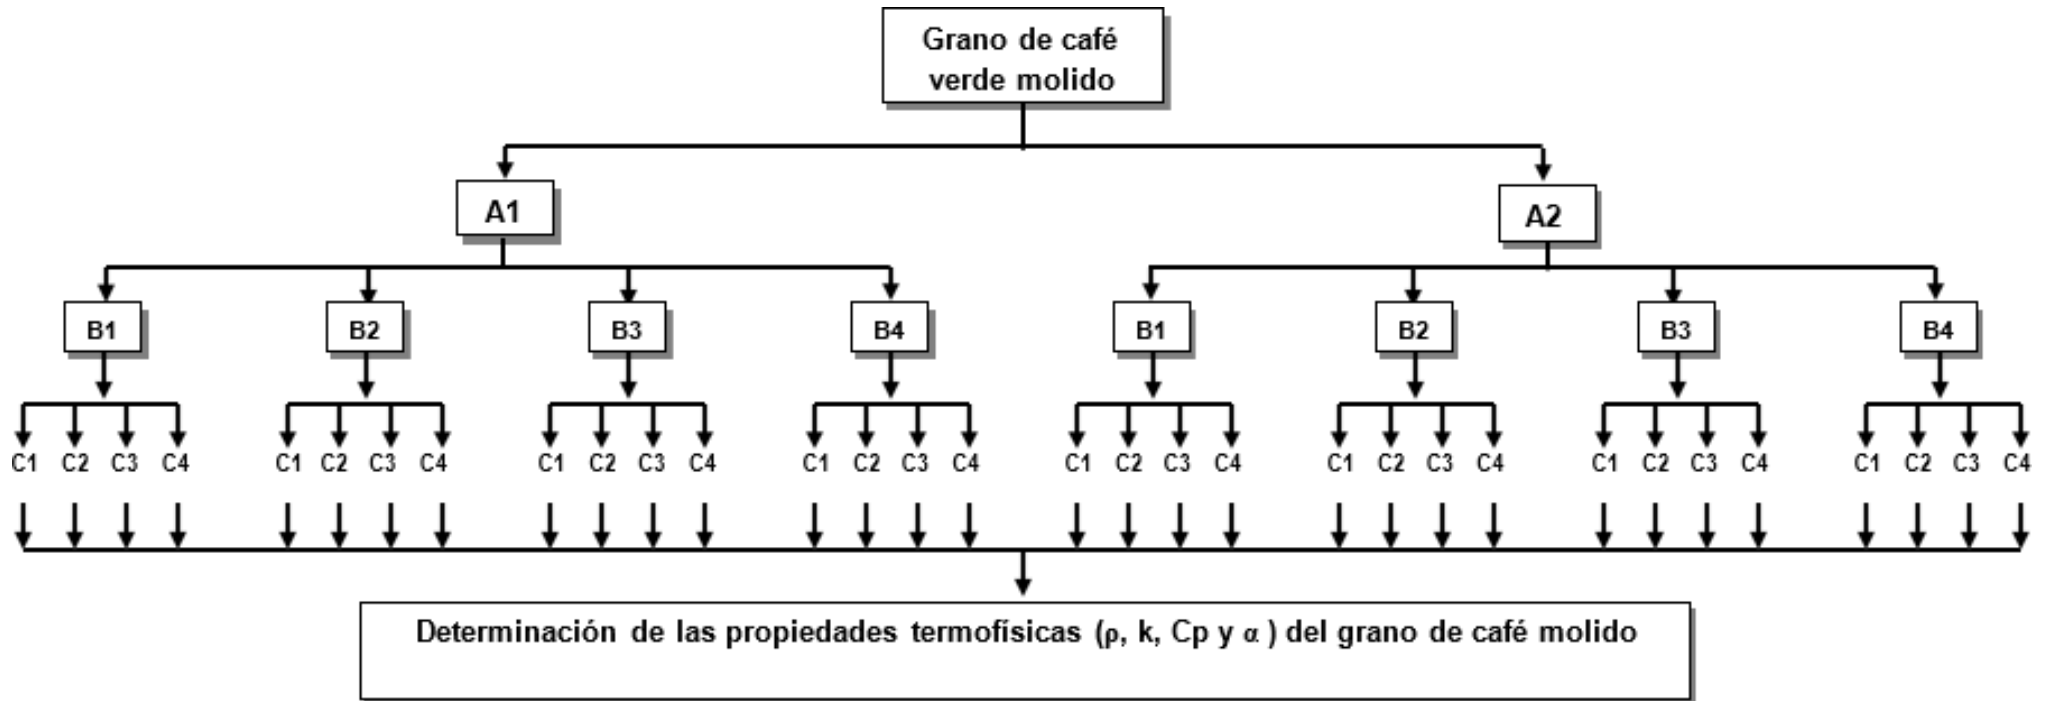 Grano de café
verde molido
A1
A2
B1 B2 B3 B4 B1 B2 B3 B4
C1 C2 C3 C4 C1 C2 C3 C4 C1 C2 C3 C4 C1 C2 C3 C4 C1 C2 C3 C4 C1 C2 C3 C4 C1 C2 C3 C4 C1 C2 C3 C4
Determinación de las propiedades termofísicas (ρ, k, Cp y α ) del grano de café molido